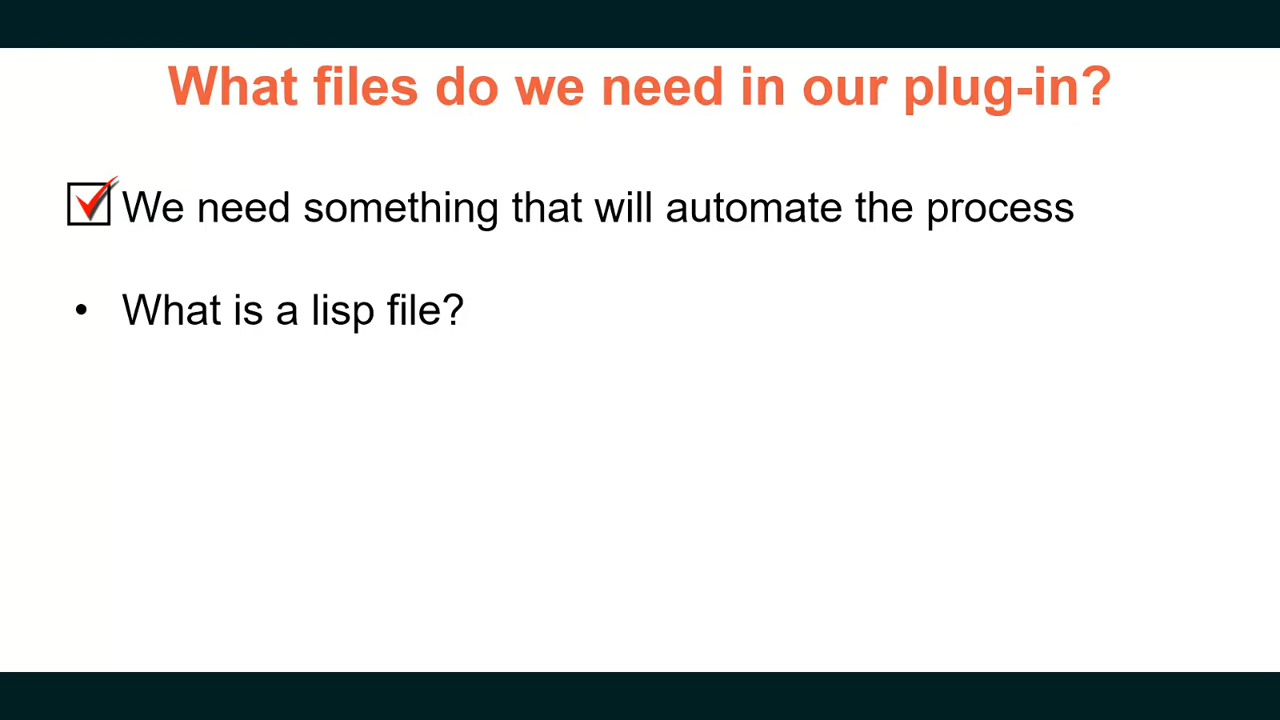 What files do we need in our plug-in?
We need something that will automate the process
• What is a lisp file?